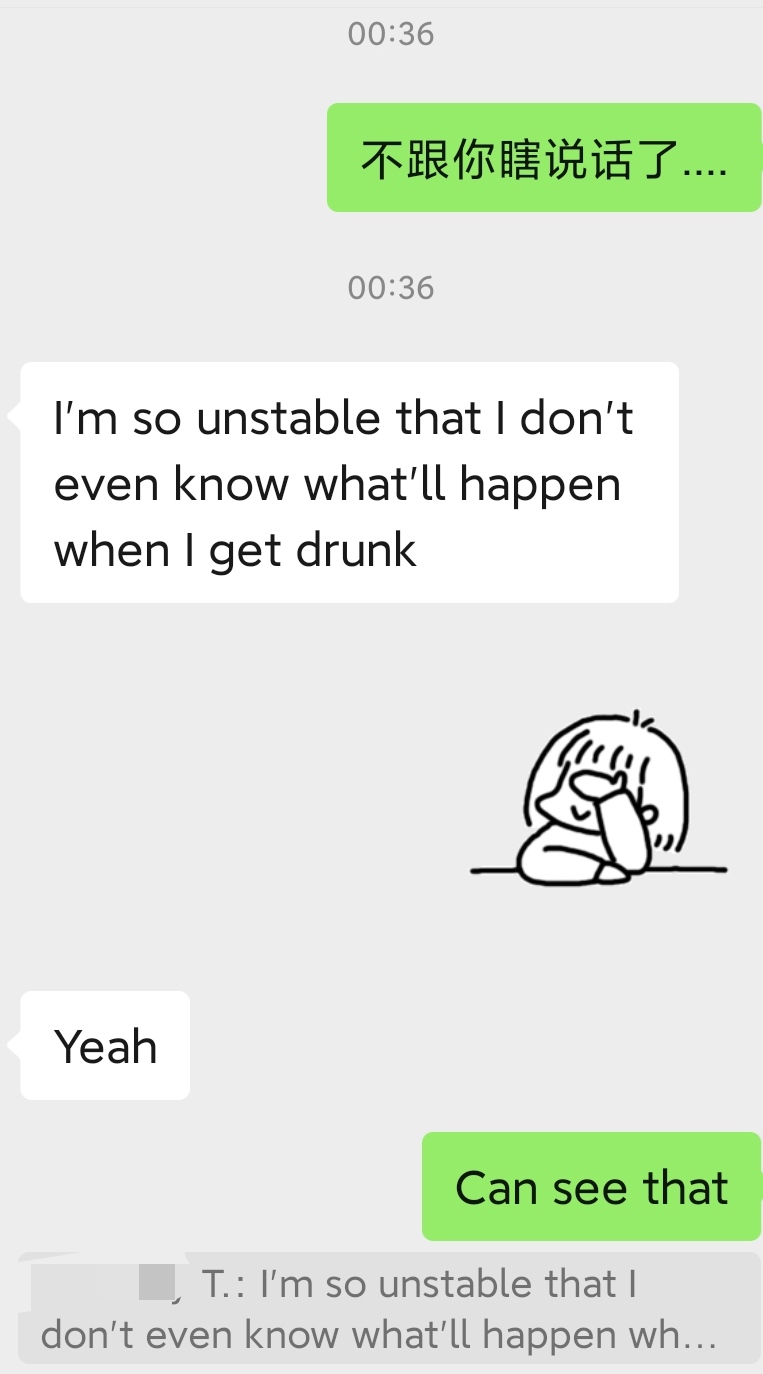 00:36
不跟你瞎说话了....
00:36
I'm so unstable that I don't
even know what'll happen
when I get drunk
Yeah
Can see that
T.: I'm so unstable that I
don't even know what'll happen wh...